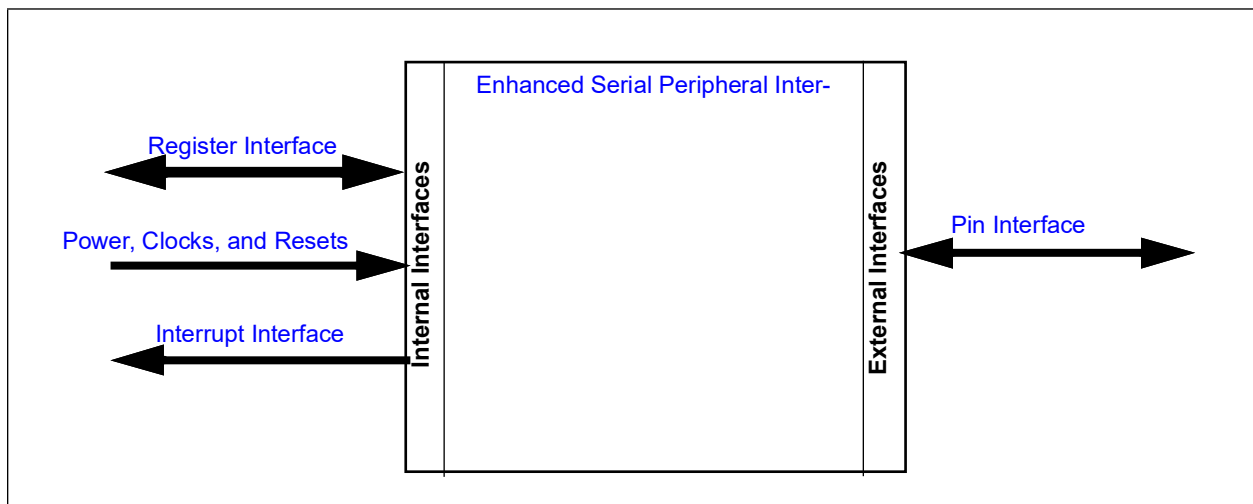 Enhanced Serial Peripheral Inter-
Register Interface
Power, Clocks, and Resets
Interrupt Interface
Internal Interfaces
External Interfaces
Pin Interface